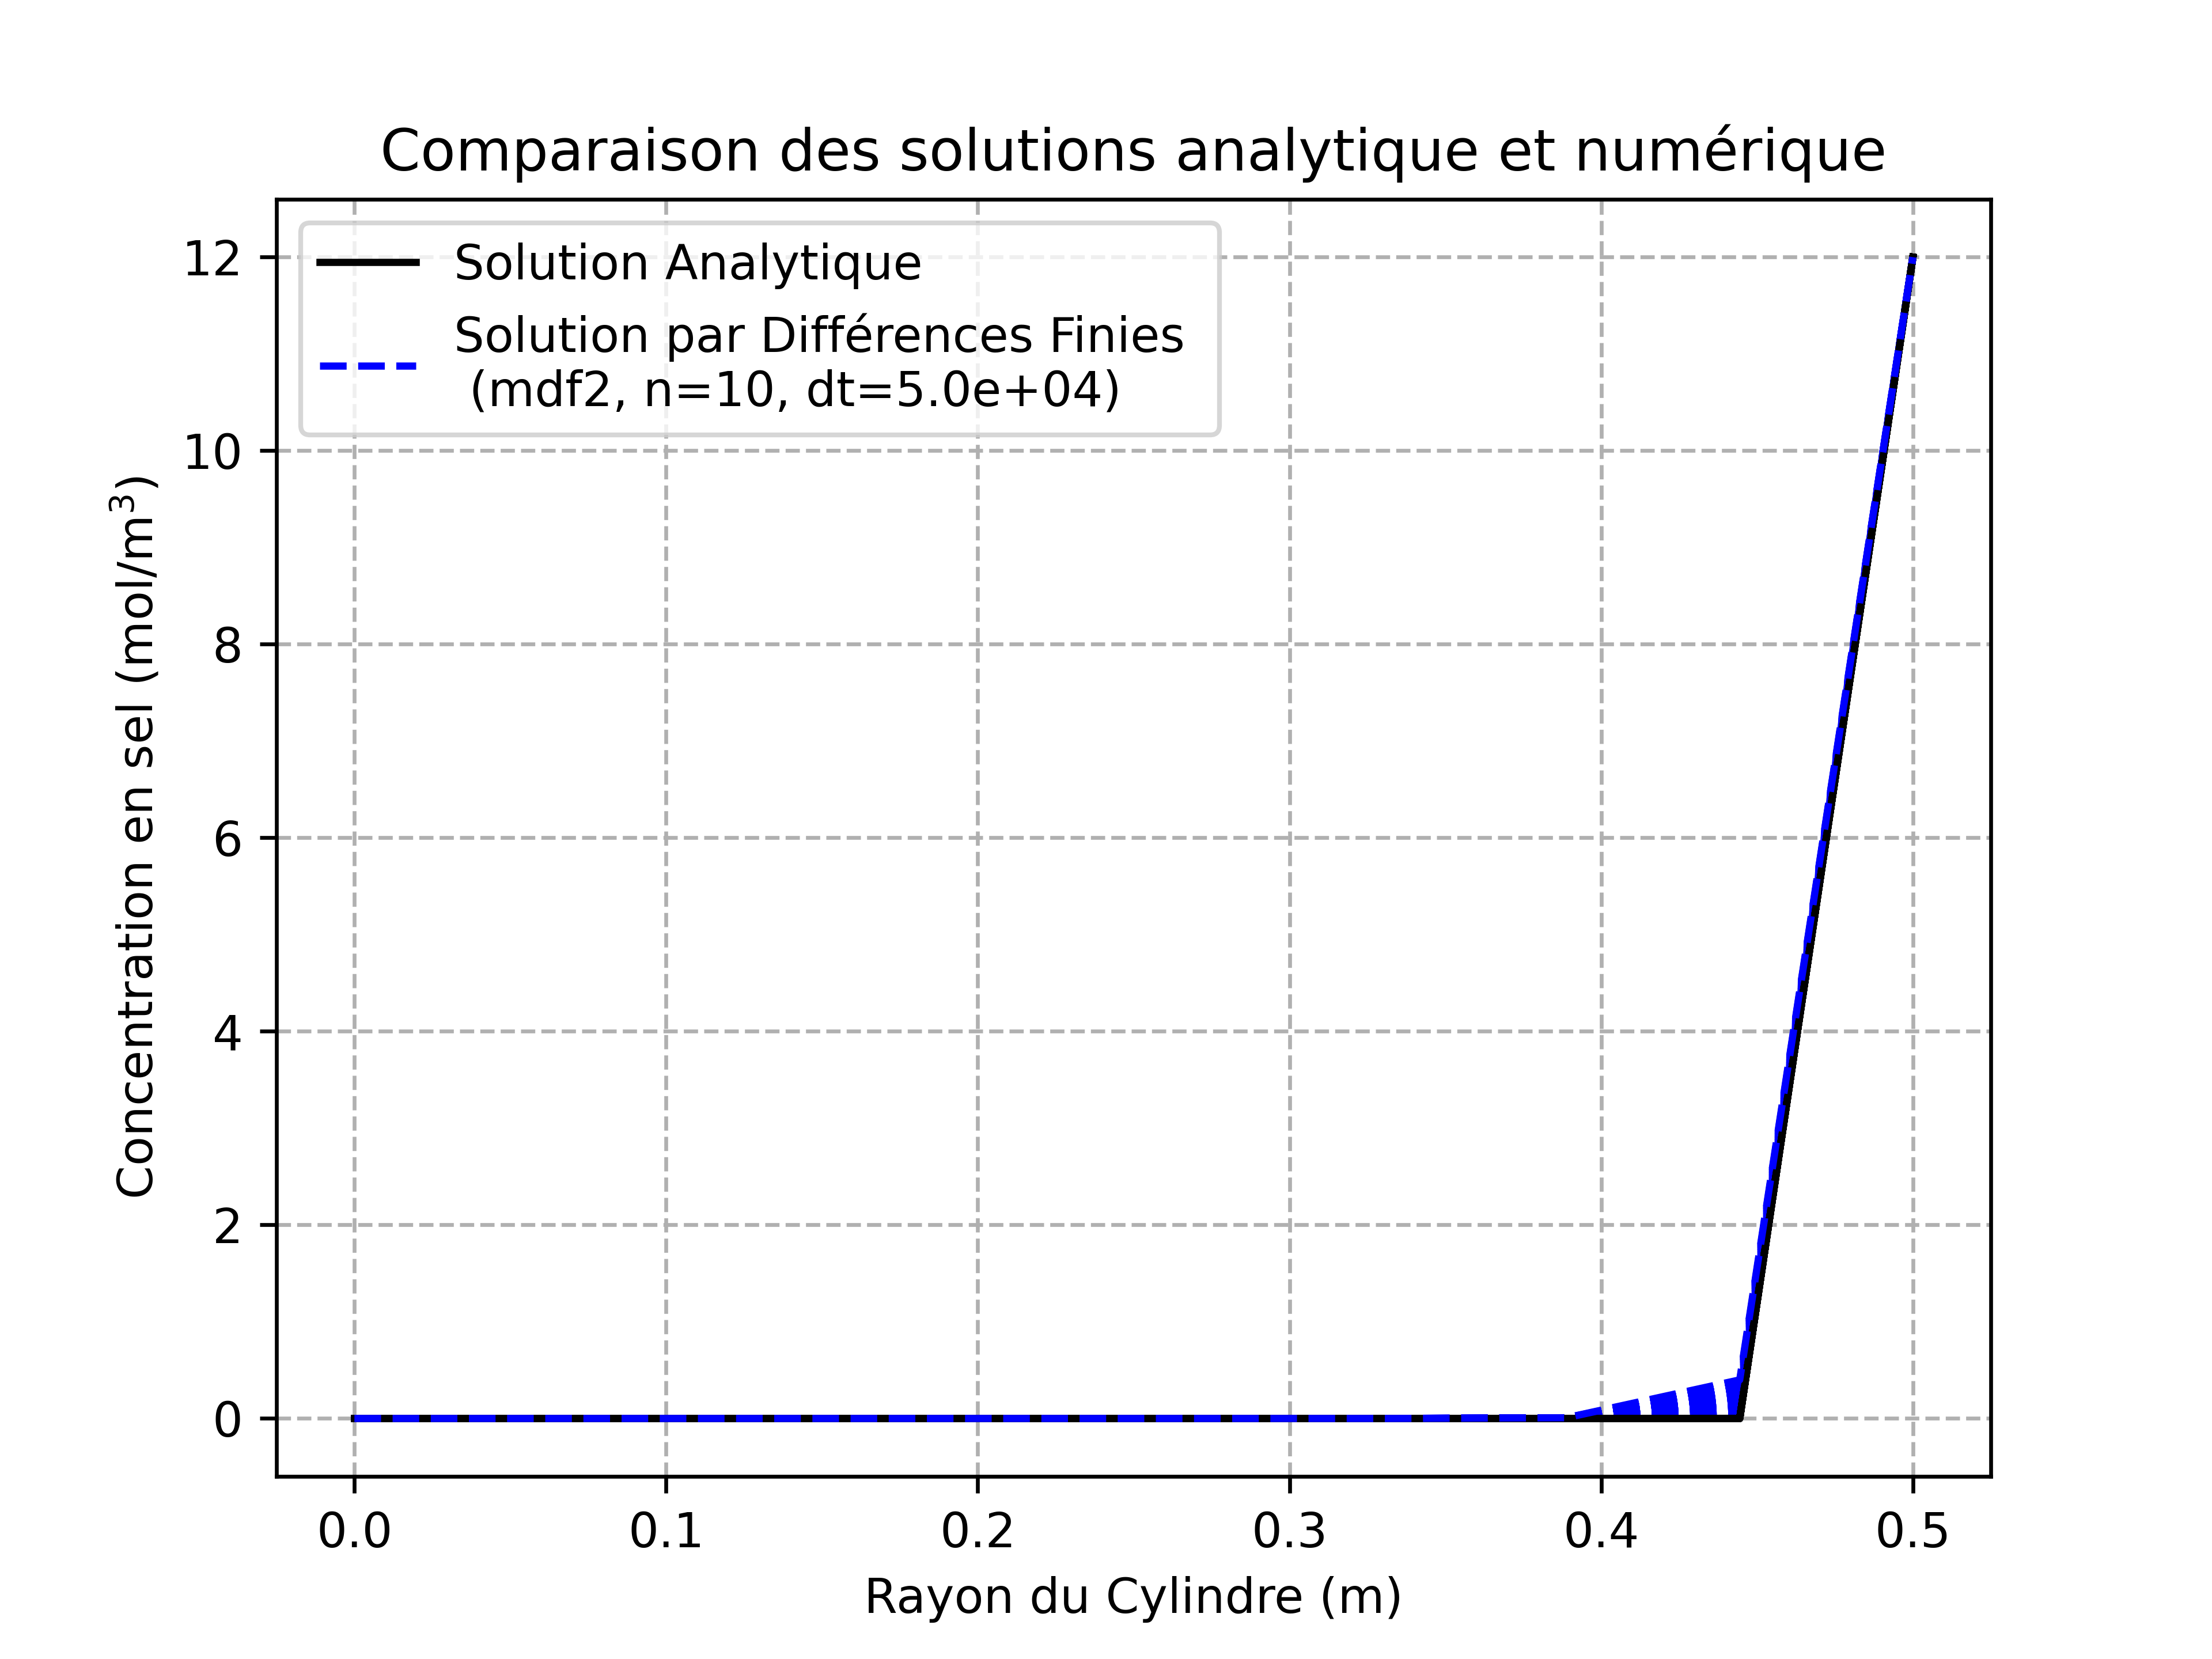 Comparaison des solutions analytique et numérique
Solution Analytique
Solution par Différences Finies
(mdf2, n=10, dt=5.0e+04)
Concentration en sel (mol/m³)
12
10
8
6
4
2
0
0.0 0.1 0.2 0.3 0.4 0.5
Rayon du Cylindre (m)